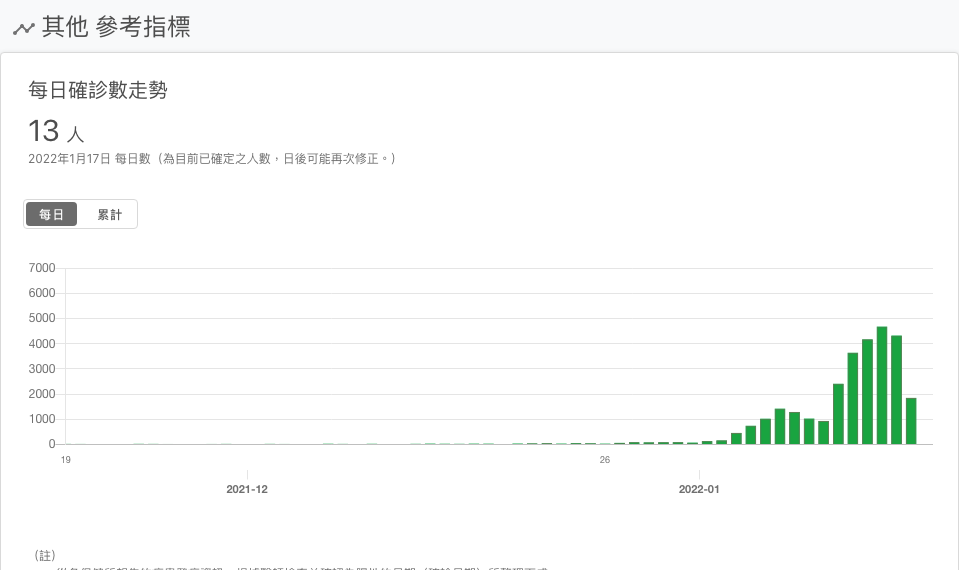 其他 參考指標
每日確診數走勢
13 人
2022年1月17日 每日數（為目前已確定之人數，日後可能再次修正。）
每日 累計
7000
6000
5000
4000
3000
2000
1000
0
19 26
2021-12 2022-01
（註）